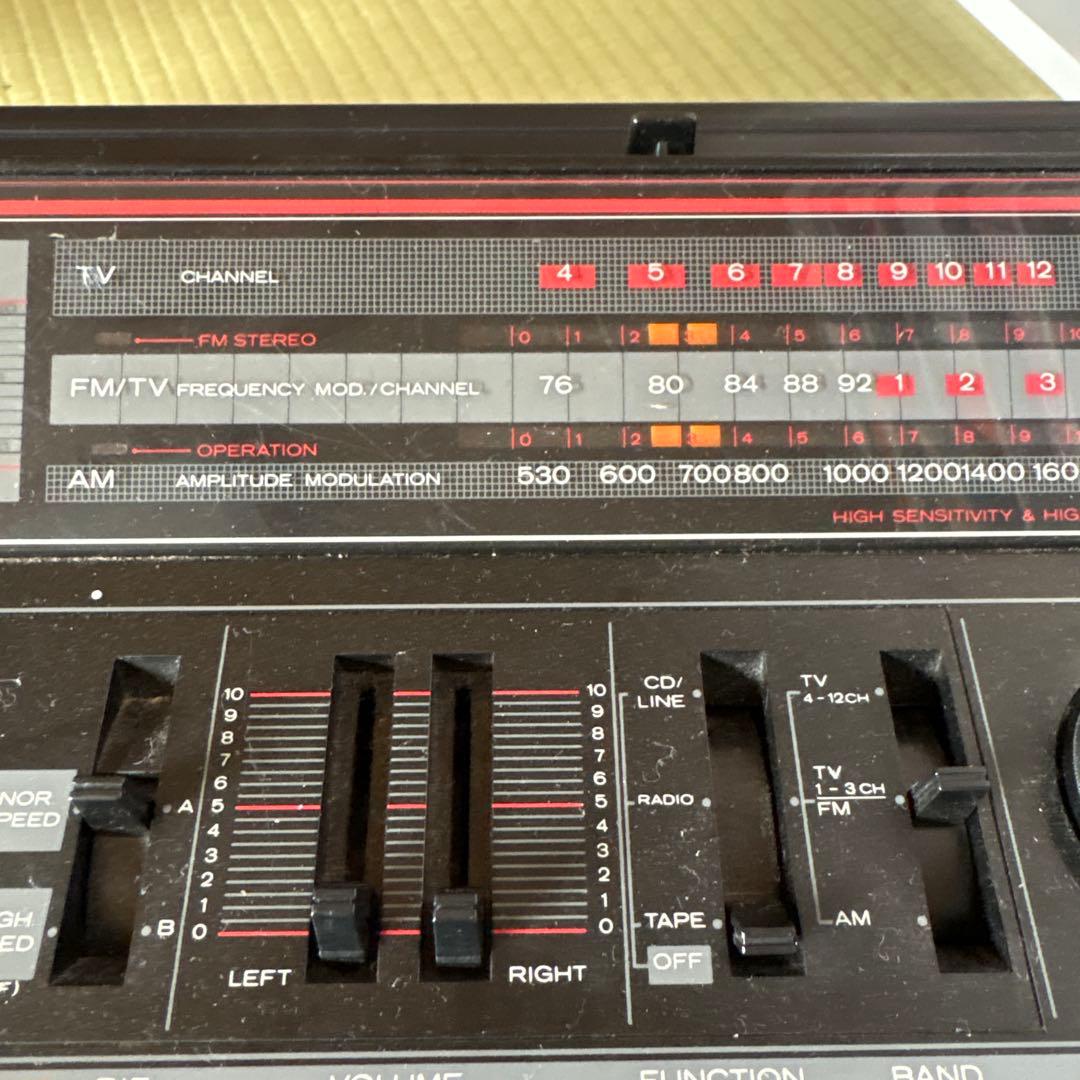 TV CHANNEL 4 5 6 7 8 9 10 11 12
FM STEREO 0 1 2 3 4 5 6 7 8 9 10
FM/TV FREQUENCY MOD./CHANNEL 76 80 84 88 92 1 2 3
OPERATION 0 1 2 3 4 5 6 7 8 9
AM AMPLITUDE MODULATION 530 600 700 800 1000 1200 1400 160
HIGH SENSITIVITY & HIG
NOR
PEED
GH
ED
F)
A
B
10 10
9 9
8 8
7 7
6 6
5 5
4 4
3 3
2 2
1 1
0 0
LEFT RIGHT
CD/
LINE
RADIO
TAPE
OFF
TV
4-12CH
TV
1-3CH
FM
AM
VOLUME FUNCTION BAND